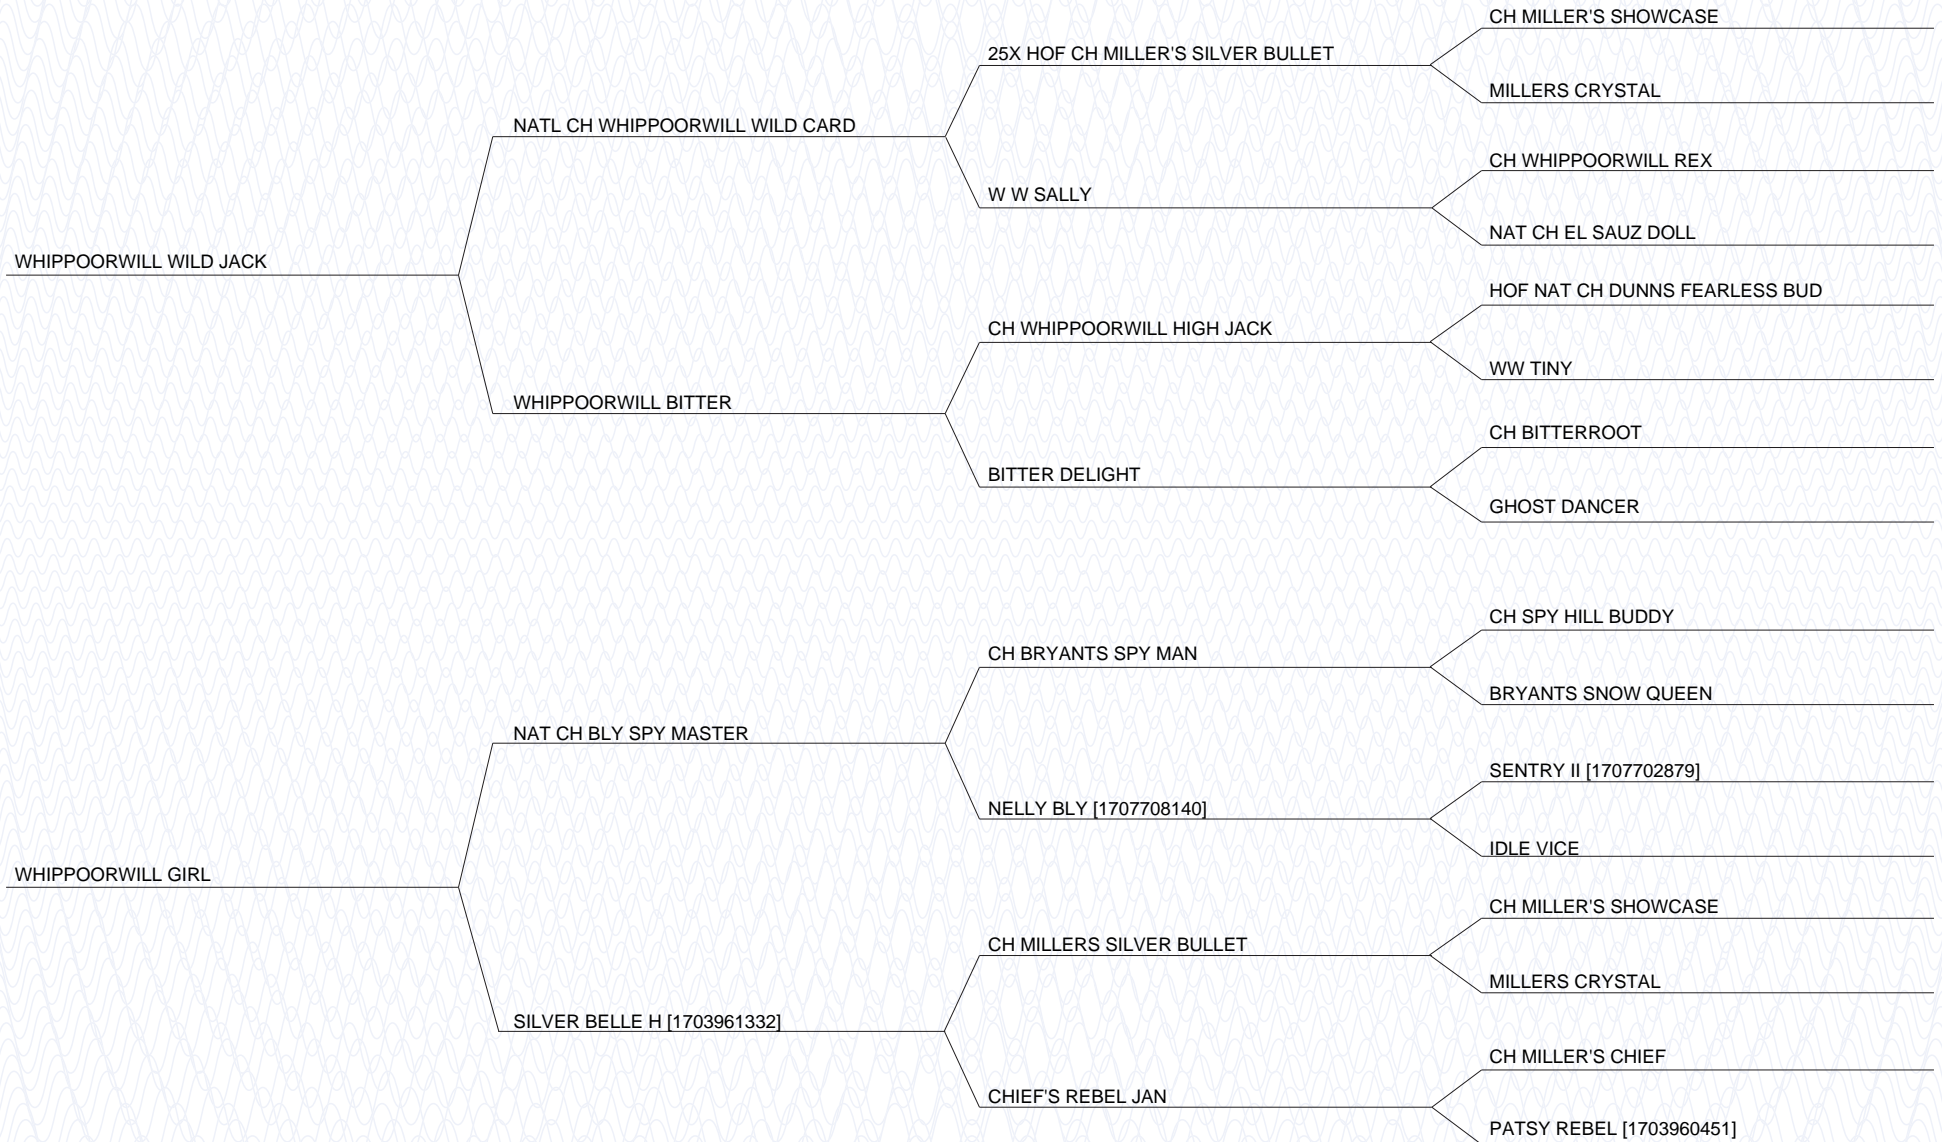 CH MILLER'S SHOWCASE
25X HOF CH MILLER'S SILVER BULLET
MILLERS CRYSTAL
NATL CH WHIPPOORWILL WILD CARD
CH WHIPPOORWILL REX
W W SALLY
NAT CH EL SAUZ DOLL
WHIPPOORWILL WILD JACK
HOF NAT CH DUNNS FEARLESS BUD
CH WHIPPOORWILL HIGH JACK
WW TINY
WHIPPOORWILL BITTER
CH BITTERROOT
BITTER DELIGHT
GHOST DANCER
CH SPY HILL BUDDY
CH BRYANTS SPY MAN
BRYANTS SNOW QUEEN
NAT CH BLY SPY MASTER
SENTRY II [1707702879]
NELLY BLY [1707708140]
IDLE VICE
WHIPPOORWILL GIRL
CH MILLER'S SHOWCASE
CH MILLERS SILVER BULLET
MILLERS CRYSTAL
SILVER BELLE H [1703961332]
CH MILLER'S CHIEF
CHIEF'S REBEL JAN
PATSY REBEL [1703960451]